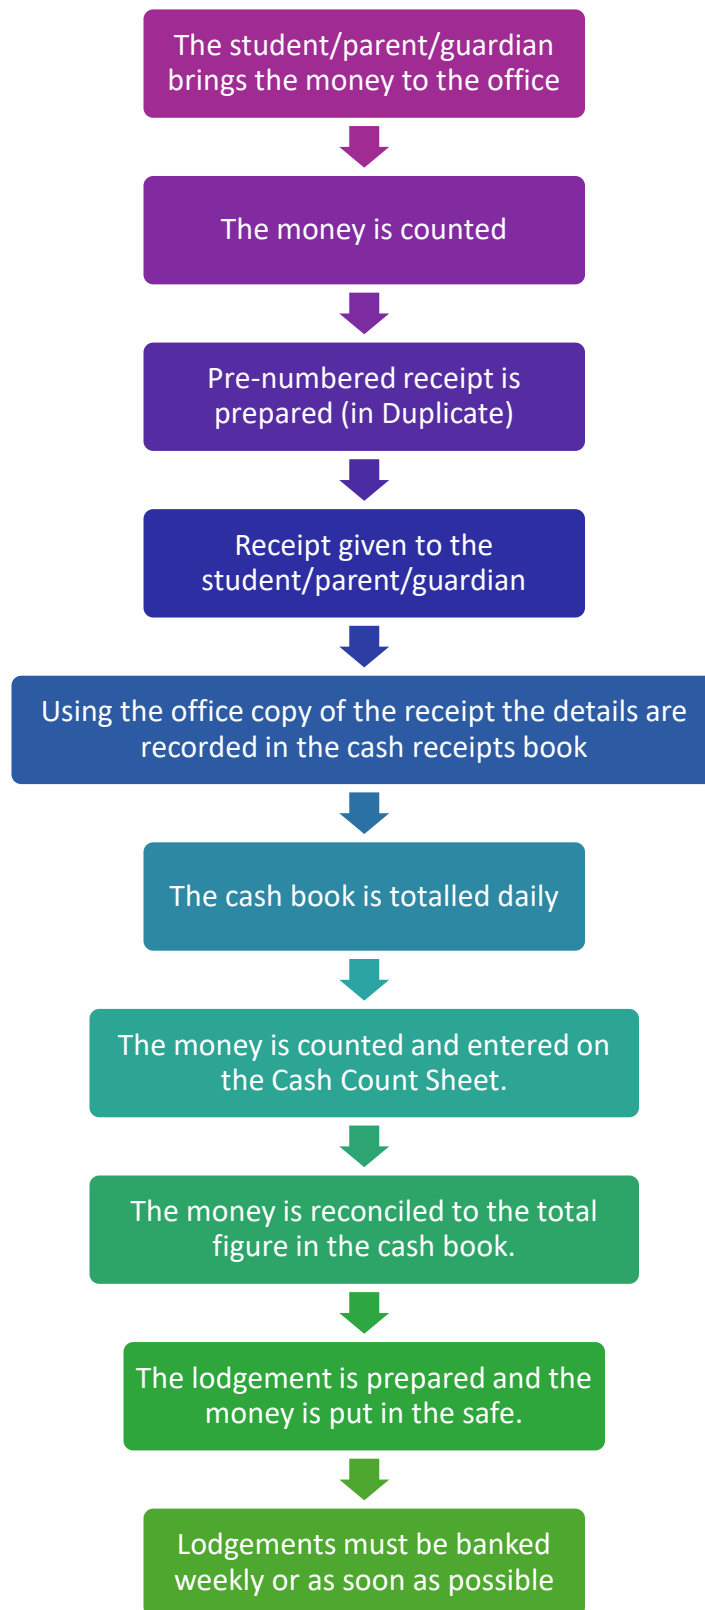 The student/parent/guardian
brings the money to the office
The money is counted
Pre-numbered receipt is
prepared (in Duplicate)
Receipt given to the
student/parent/guardian
Using the office copy of the receipt the details are
recorded in the cash receipts book
The cash book is totalled daily
The money is counted and entered on
the Cash Count Sheet.
The money is reconciled to the total
figure in the cash book.
The lodgement is prepared and the
money is put in the safe.
Lodgements must be banked
weekly or as soon as possible